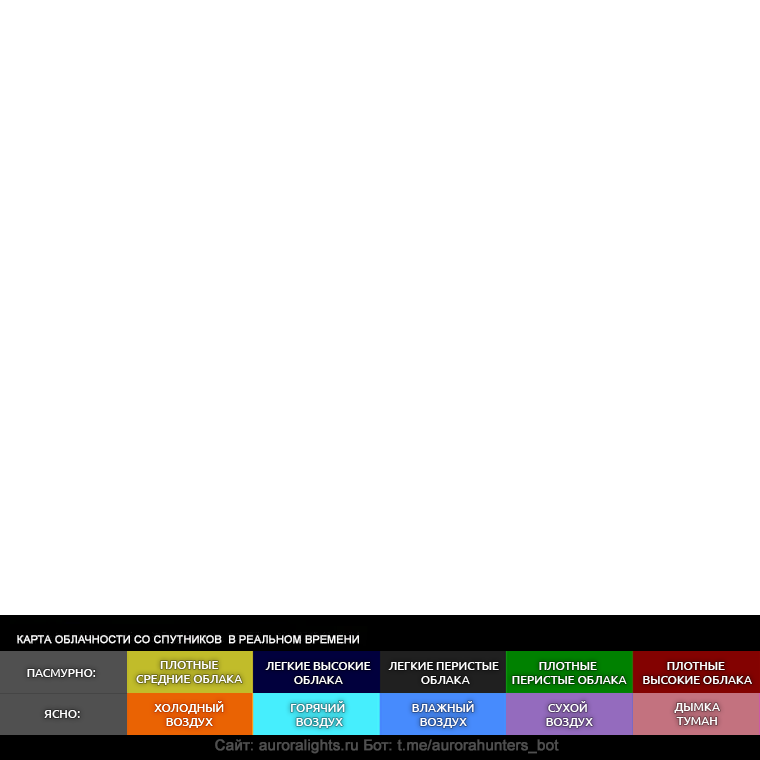 КАРТА ОБЛАЧНОСТИ СО СПУТНИКОВ В РЕАЛЬНОМ ВРЕМЕНИ
ПАСМУРНО:
ПЛОТНЫЕ
СРЕДНИЕ ОБЛАКА
ЛЕГКИЕ ВЫСОКИЕ
ОБЛАКА
ЛЕГКИЕ ПЕРИСТЫЕ
ОБЛАКА
ПЛОТНЫЕ
ПЕРИСТЫЕ ОБЛАКА
ПЛОТНЫЕ
ВЫСОКИЕ ОБЛАКА
ЯСНО:
ХОЛОДНЫЙ
ВОЗДУХ
ГОРЯЧИЙ
ВОЗДУХ
ВЛАЖНЫЙ
ВОЗДУХ
СУХОЙ
ВОЗДУХ
ДЫМКА
ТУМАН
Сайт: auroralights.ru Бот: t.me/aurorahunters_bot